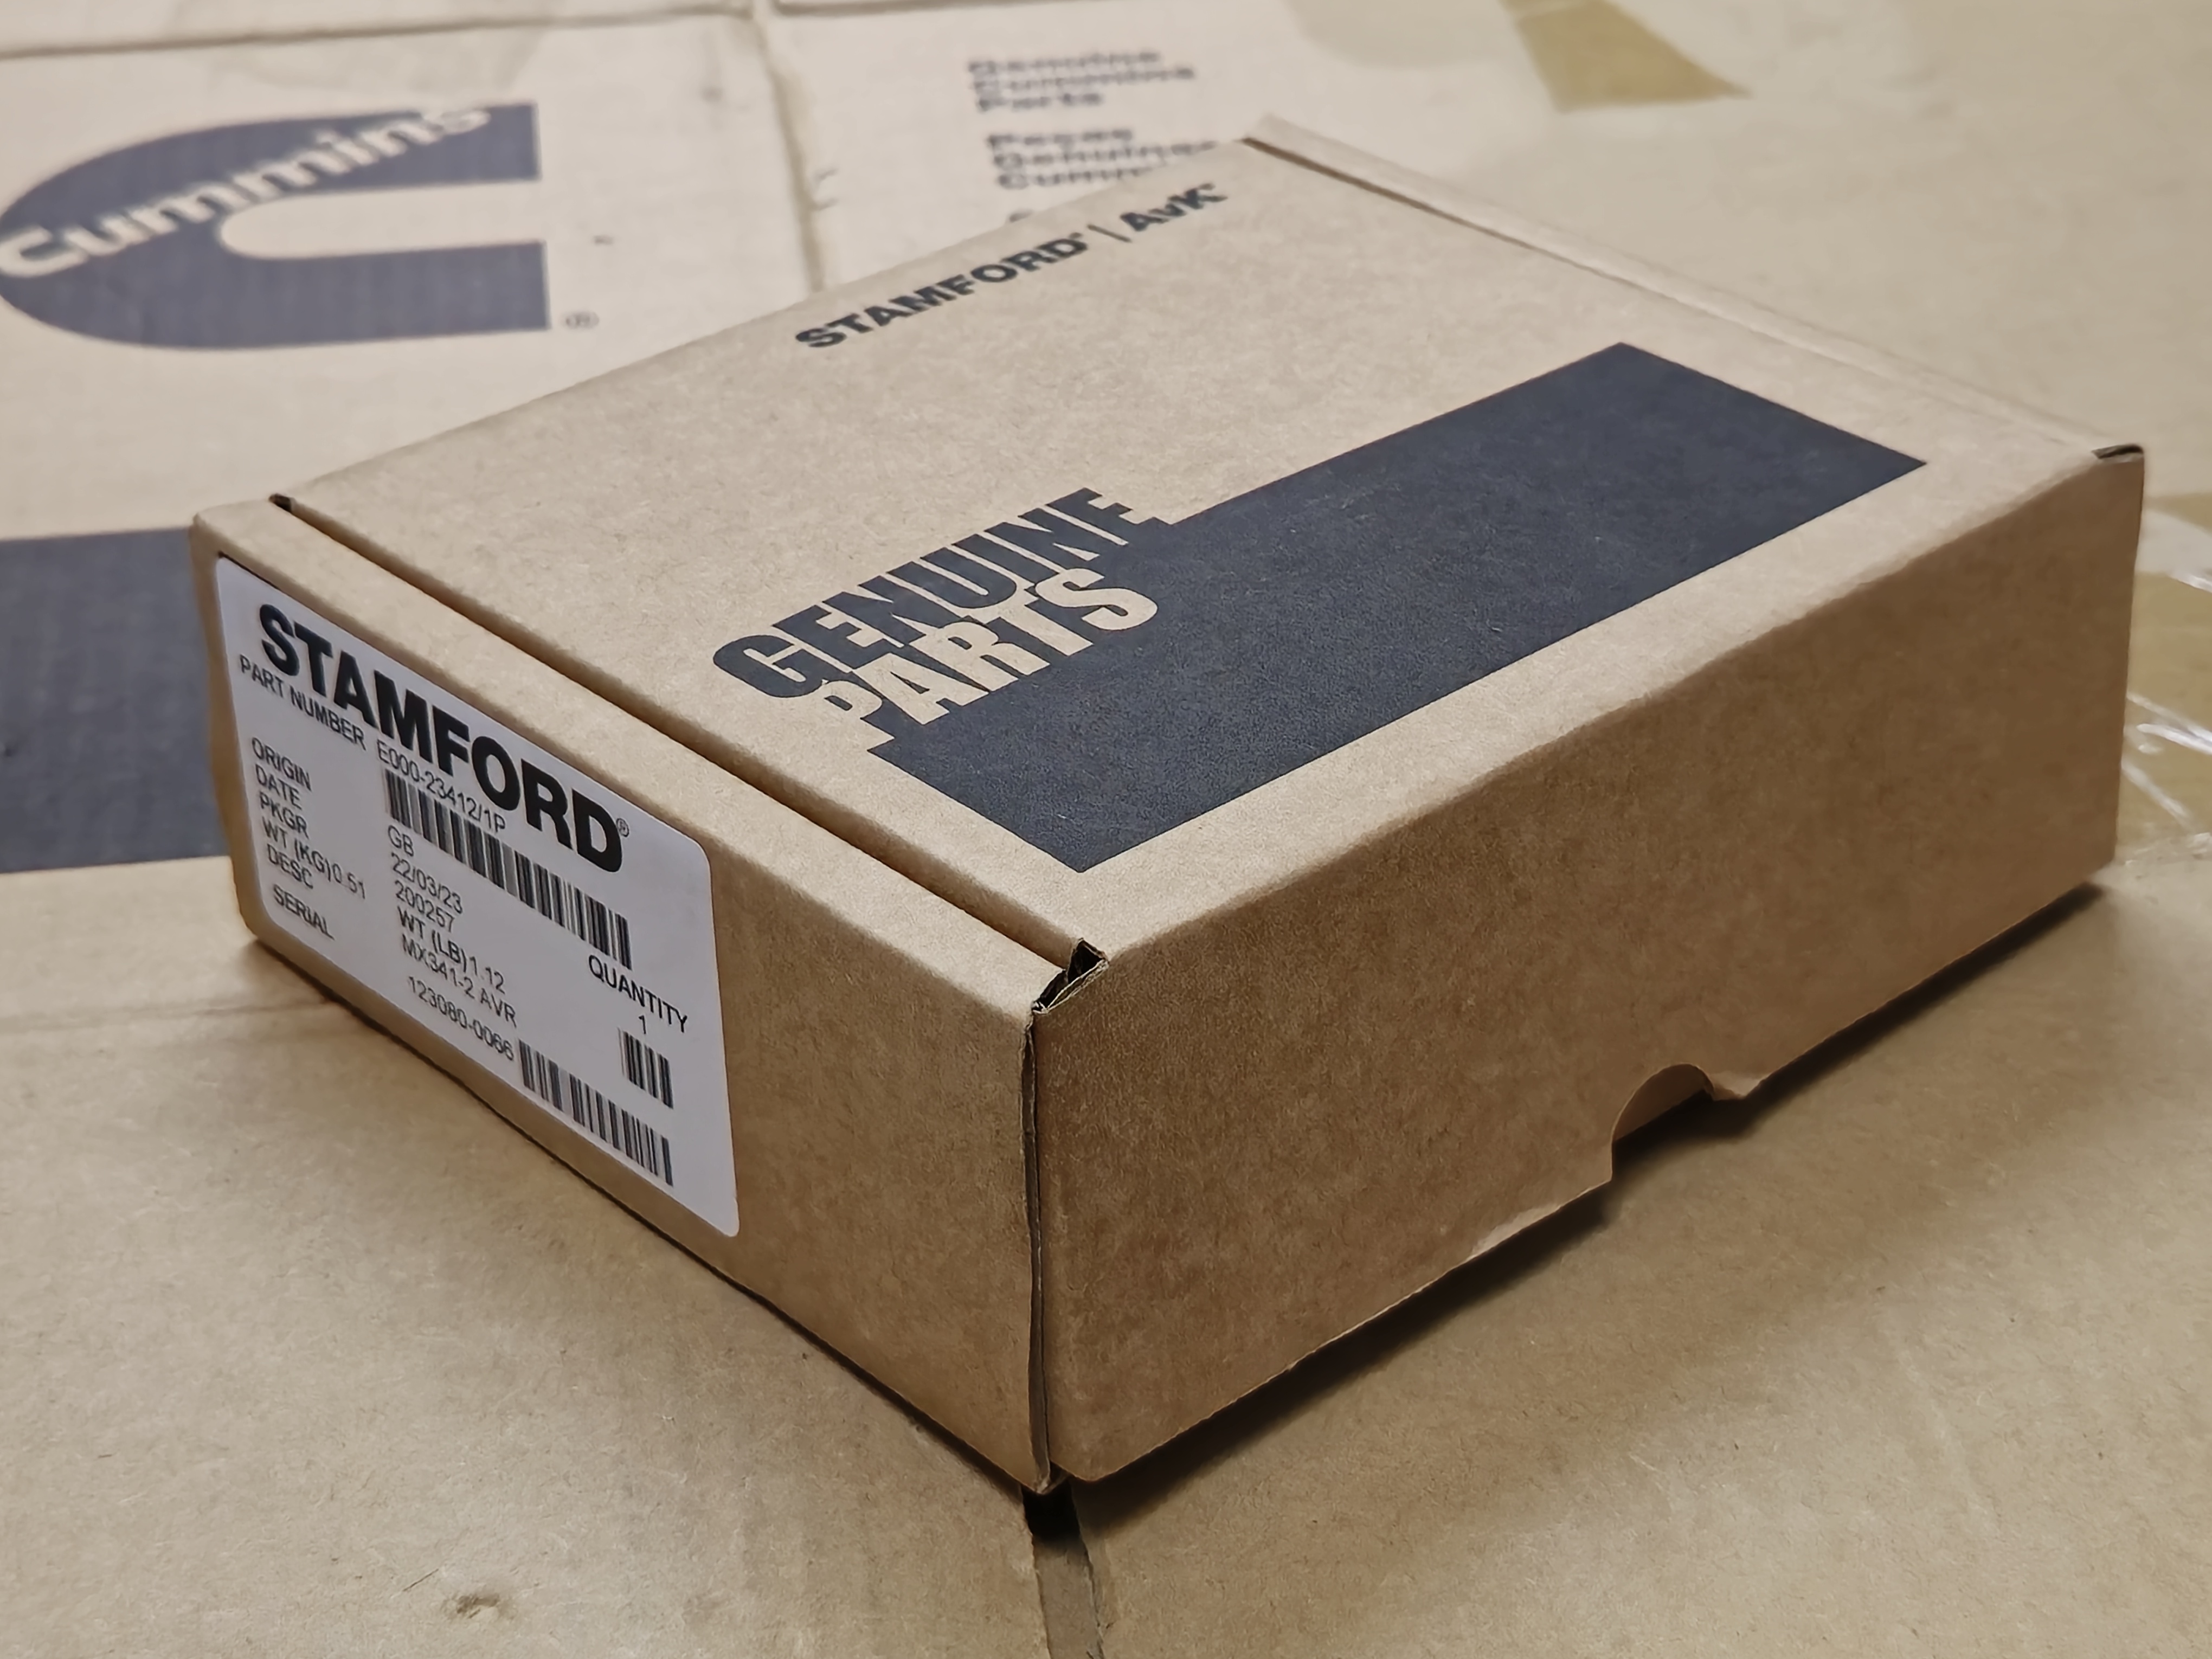 Cummins
®
Genuine
Cummins
Parts
Peças
Genuinas
STAMFORD® | AvK®
GENUINE
PARTS
STAMFORD®
PART NUMBER E000-23412/1P
ORIGIN GB
DATE 22/03/23
PKGR 200257
WT (KG)0.51 WT (LB)1.12
DESC MX341-2 AVR
QUANTITY
1
SERIAL 123080-0066